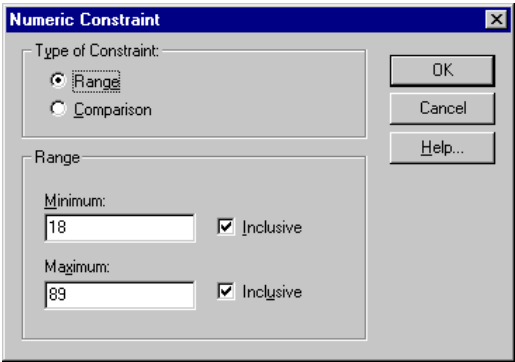 Numeric Constraint
Type of Constraint:
Range
Comparison
OK
Cancel
Help...
Range
Minimum:
18
Inclusive
Maximum:
89
Inclusive